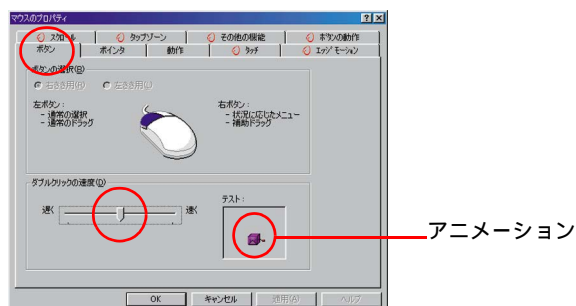 マウスのプロパティ
スクロール タップゾーン その他の機能 ボタンの動作
ボタン ポインタ 動作 タッチ エッジ モーション
ボタンの選択(B)
右きき用(R) 左きき用(L)
左ボタン:
- 通常の選択
- 通常のドラッグ
右ボタン:
- 状況に応じたメニュー
- 補助ドラッグ
ダブルクリックの速度(D)
遅く 速く
テスト:
アニメーション
OK キャンセル 適用(A) ヘルプ